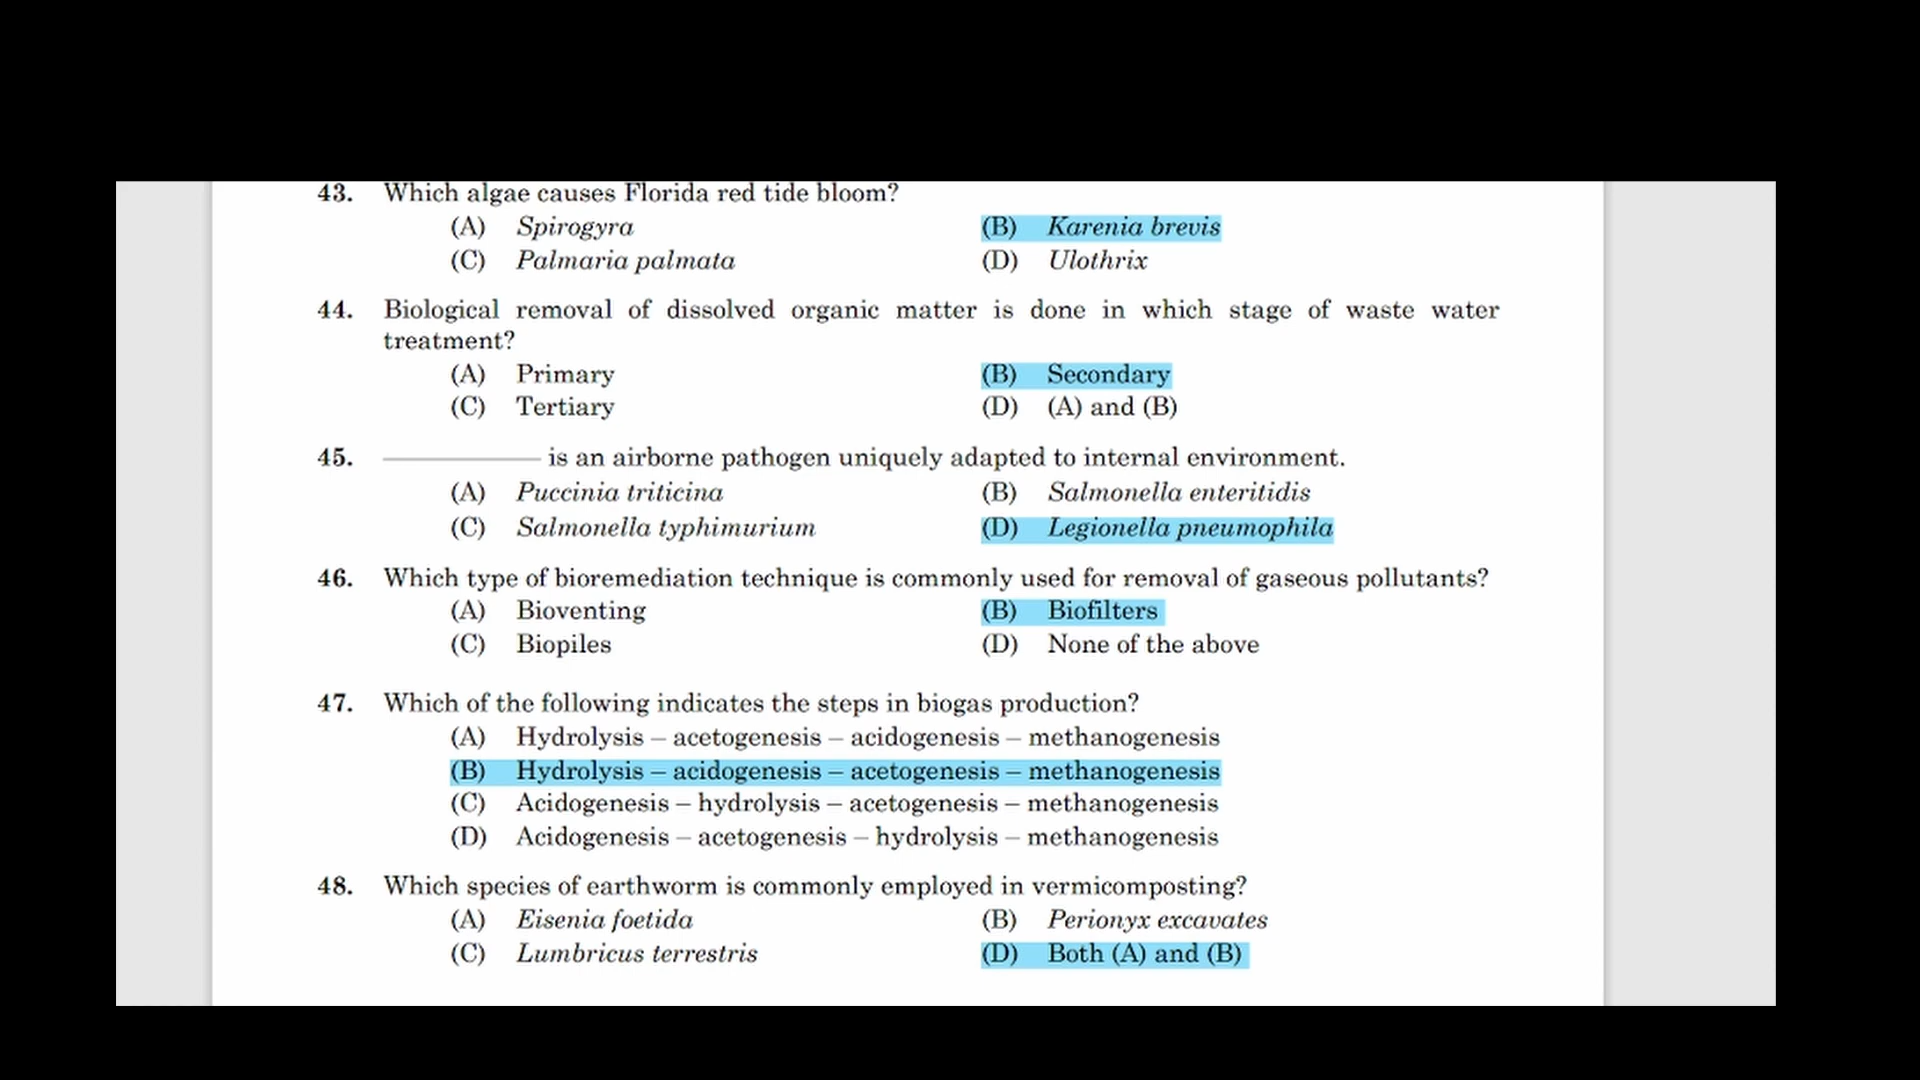 43. Which algae causes Florida red tide bloom?
(A) Spirogyra (B) Karenia brevis
(C) Palmaria palmata (D) Ulothrix
44. Biological removal of dissolved organic matter is done in which stage of waste water
treatment?
(A) Primary (B) Secondary
(C) Tertiary (D) (A) and (B)
45. ____________ is an airborne pathogen uniquely adapted to internal environment.
(A) Puccinia triticina (B) Salmonella enteritidis
(C) Salmonella typhimurium (D) Legionella pneumophila
46. Which type of bioremediation technique is commonly used for removal of gaseous pollutants?
(A) Bioventing (B) Biofilters
(C) Biopiles (D) None of the above
47. Which of the following indicates the steps in biogas production?
(A) Hydrolysis – acetogenesis – acidogenesis – methanogenesis
(B) Hydrolysis – acidogenesis – acetogenesis – methanogenesis
(C) Acidogenesis – hydrolysis – acetogenesis – methanogenesis
(D) Acidogenesis – acetogenesis – hydrolysis – methanogenesis
48. Which species of earthworm is commonly employed in vermicomposting?
(A) Eisenia foetida (B) Perionyx excavates
(C) Lumbricus terrestris (D) Both (A) and (B)